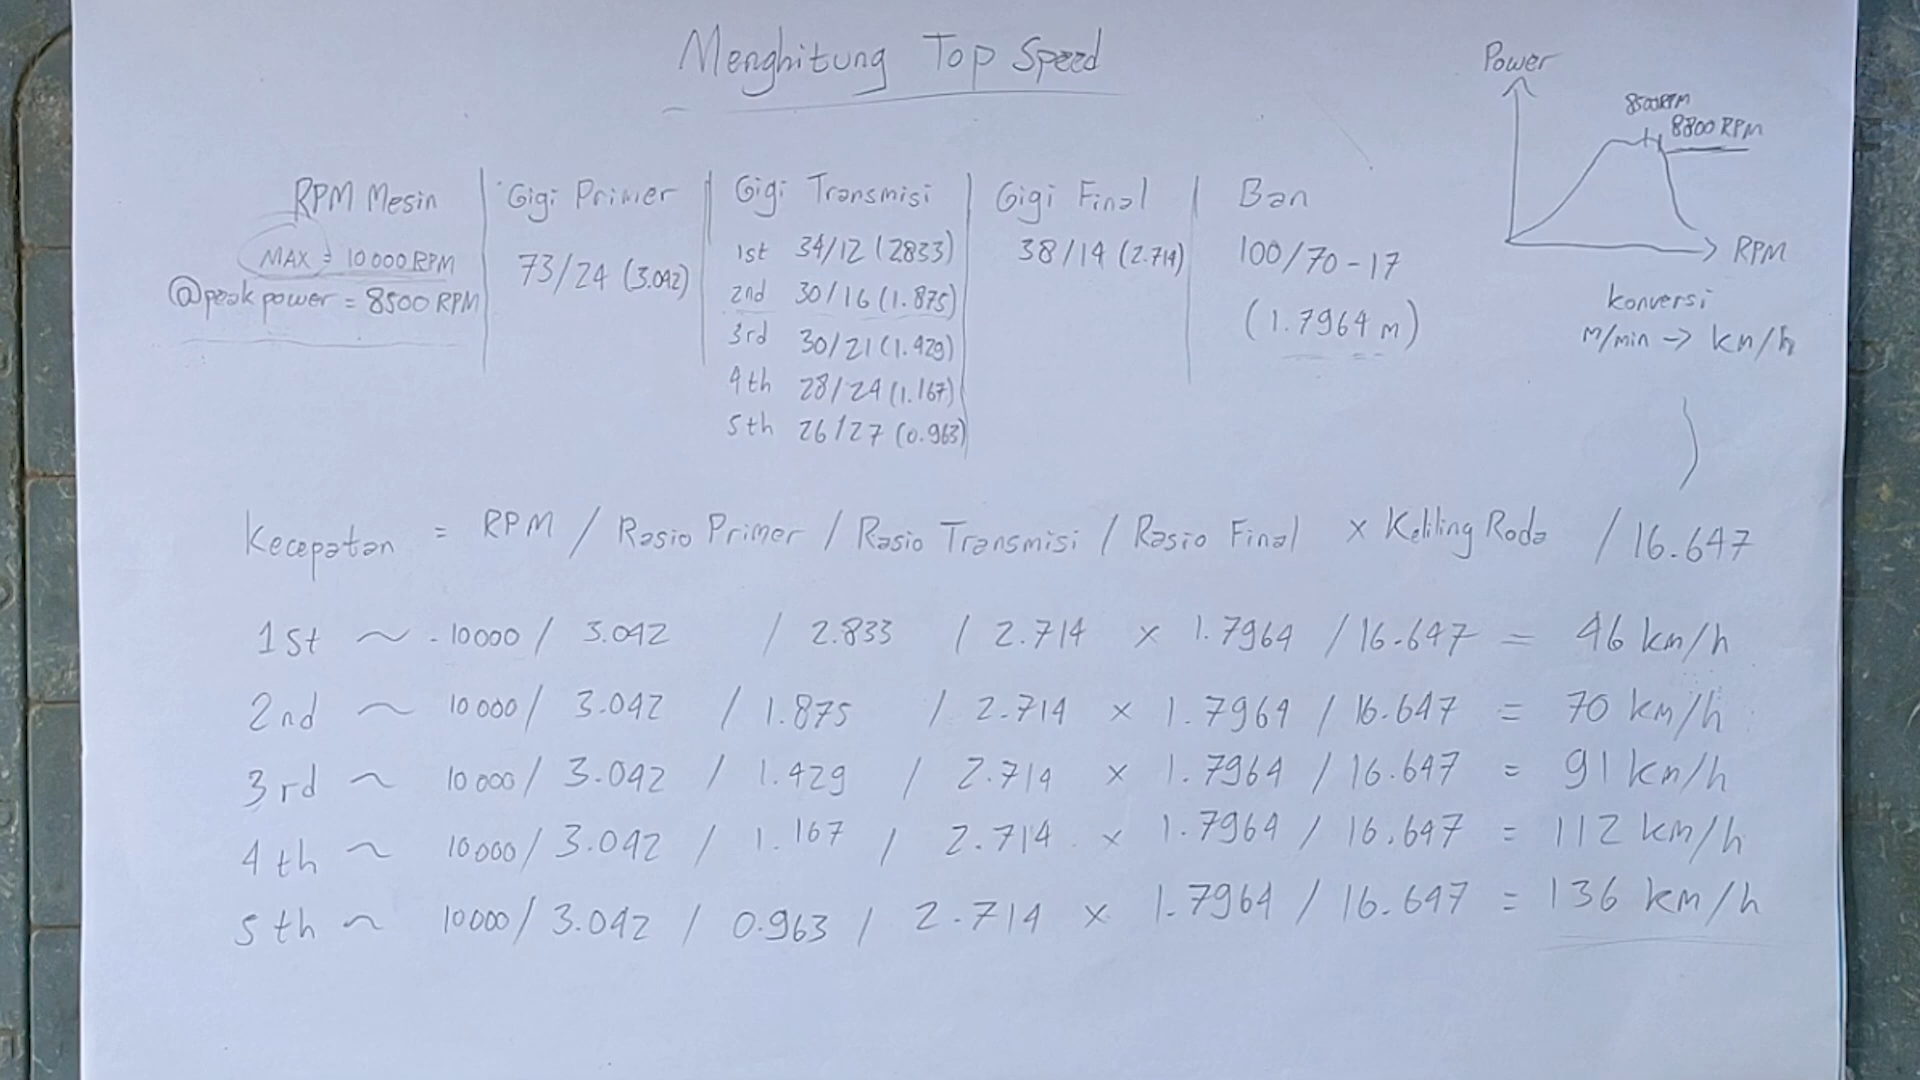 Menghitung Top Speed
RPM Mesin
MAX = 10000 RPM
@peak power = 8500 RPM
Gigi Primer
73/24 (3.042)
Gigi Transmisi
1st 34/12 (2833)
2nd 30/16 (1.875)
3rd 30/21 (1.429)
4th 28/24 (1.167)
5th 26/27 (0.963)
Gigi Final
38/14 (2.714)
Ban
100/70-17
(1.7964 m)
Power
8500 RPM
8800 RPM
RPM
konversi
m/min → km/h
Kecepatan = RPM / Rasio Primer / Rasio Transmisi / Rasio Final x Keliling Roda / 16.647
1st ~ 10000 / 3.042 / 2.833 / 2.714 x 1.7964 / 16.647 = 46 km/h
2nd ~ 10000 / 3.042 / 1.875 / 2.714 x 1.7964 / 16.647 = 70 km/h
3rd ~ 10000 / 3.042 / 1.429 / 2.714 x 1.7964 / 16.647 = 91 km/h
4th ~ 10000 / 3.042 / 1.167 / 2.714 x 1.7964 / 16.647 = 112 km/h
5th ~ 10000 / 3.042 / 0.963 / 2.714 x 1.7964 / 16.647 = 136 km/h